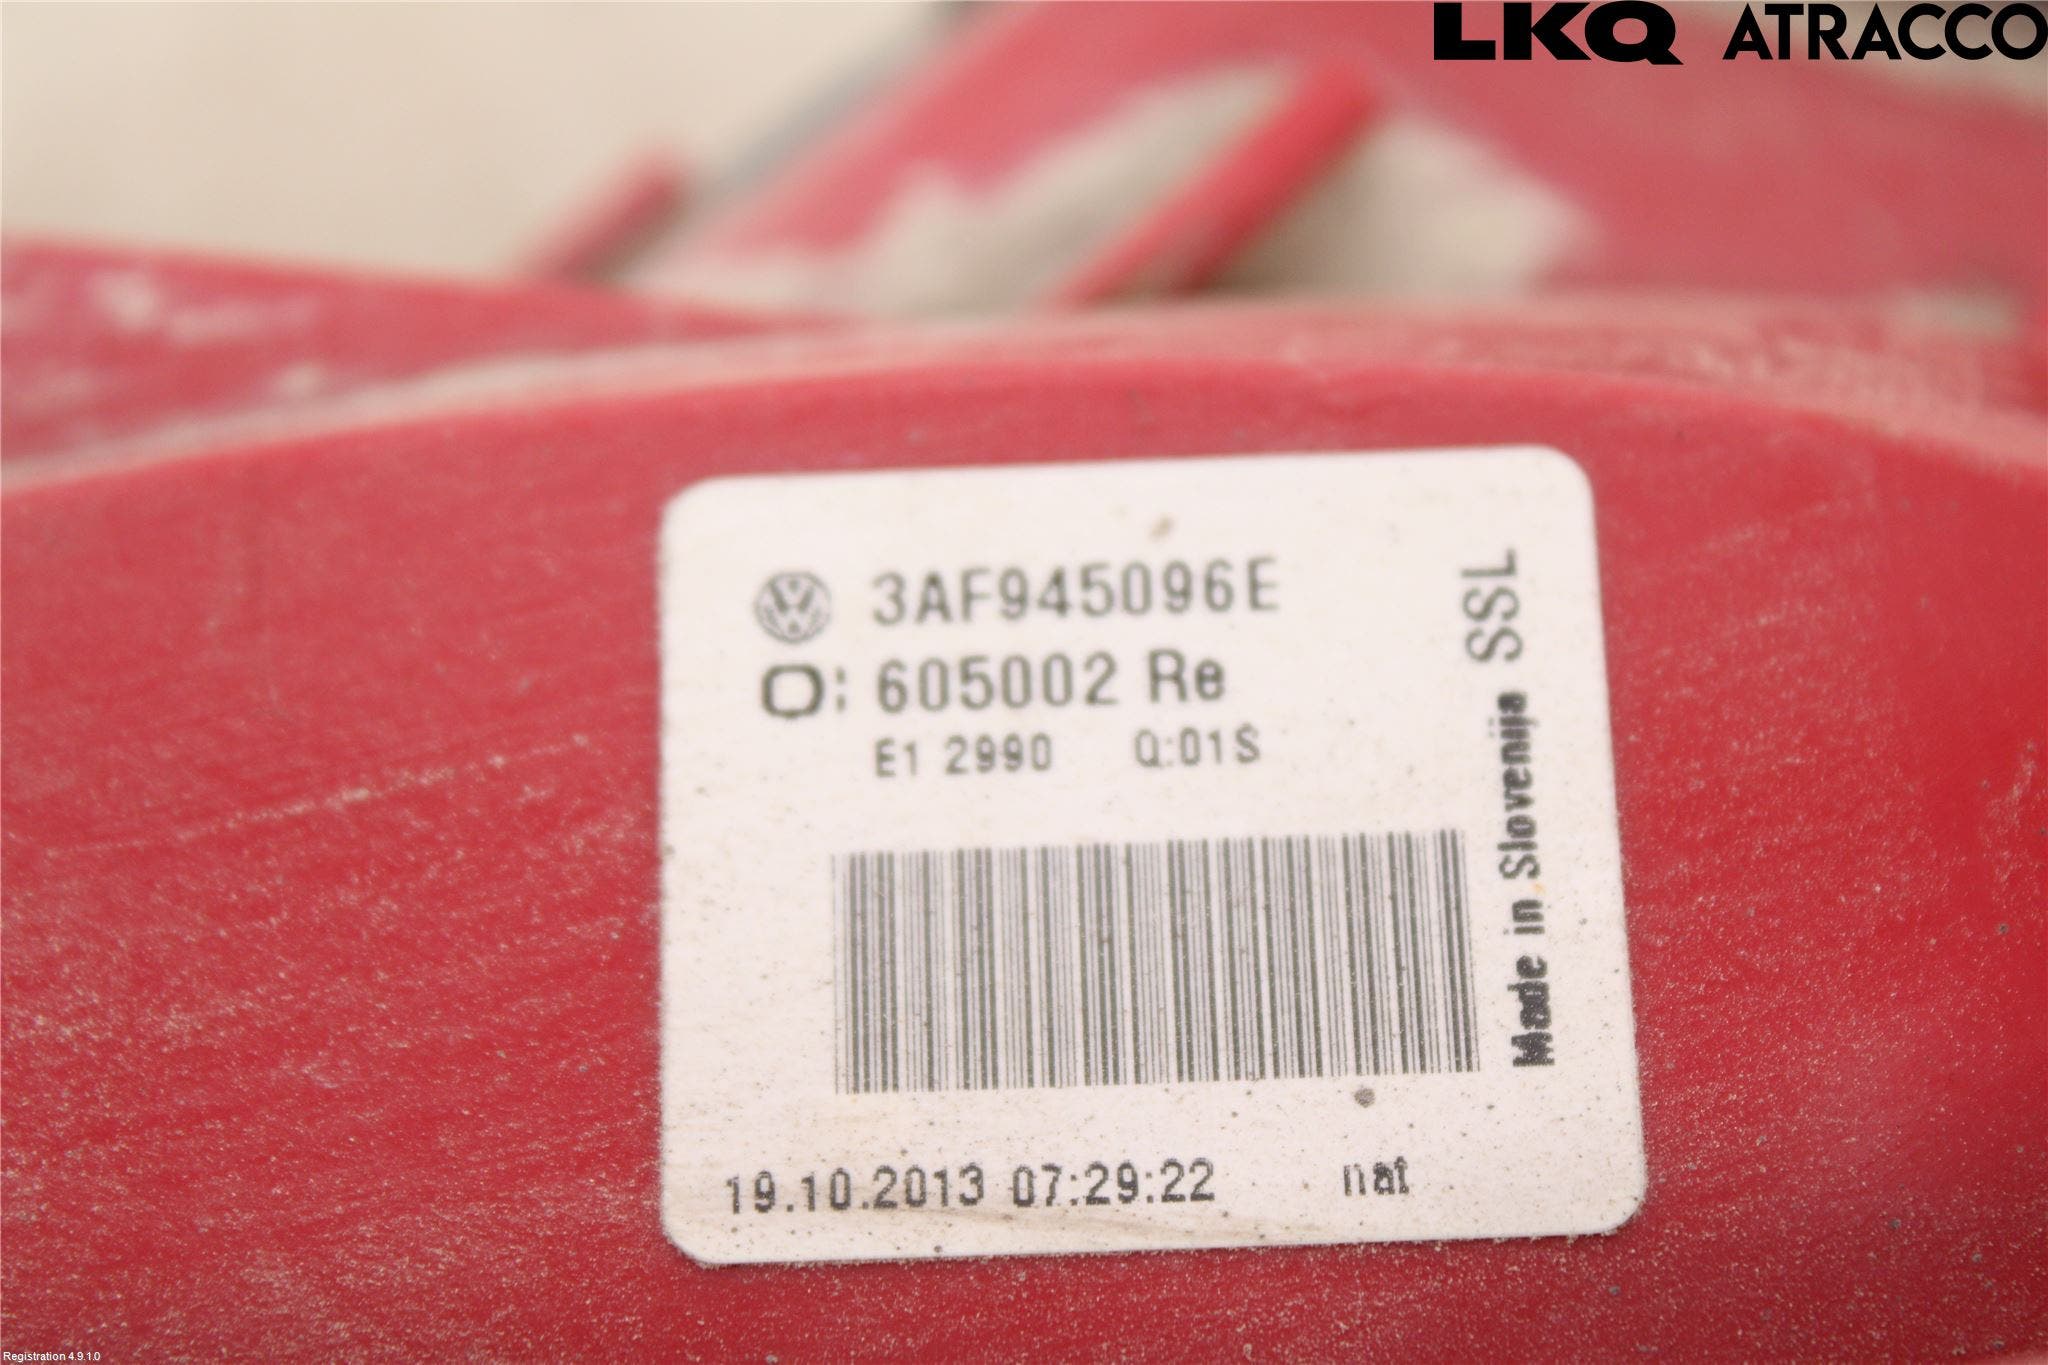 LKQ ATRACCO
3AF945096E
O: 605002 Re
E1 2990 Q:01S
Made in Slovenija SSL
19.10.2013 07:29:22 nat
Registration 4.9.1.0